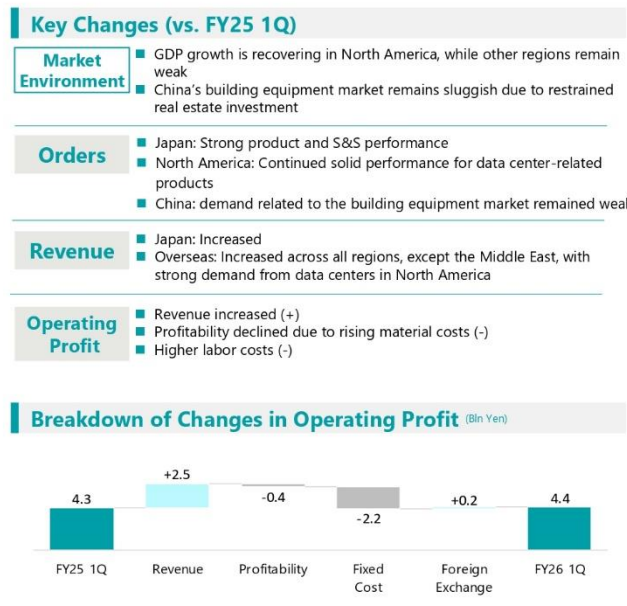 Key Changes (vs. FY25 1Q)
Market
Environment
■ GDP growth is recovering in North America, while other regions remain
weak
■ China's building equipment market remains sluggish due to restrained
real estate investment
Orders
■ Japan: Strong product and S&S performance
■ North America: Continued solid performance for data center-related
products
■ China: demand related to the building equipment market remained weak
Revenue
■ Japan: Increased
■ Overseas: Increased across all regions, except the Middle East, with
strong demand from data centers in North America
Operating
Profit
■ Revenue increased (+)
■ Profitability declined due to rising material costs (-)
■ Higher labor costs (-)
Breakdown of Changes in Operating Profit (Bln Yen)
4.3
+2.5
-0.4
-2.2
+0.2
4.4
FY25 1Q
Revenue
Profitability
Fixed
Cost
Foreign
Exchange
FY26 1Q